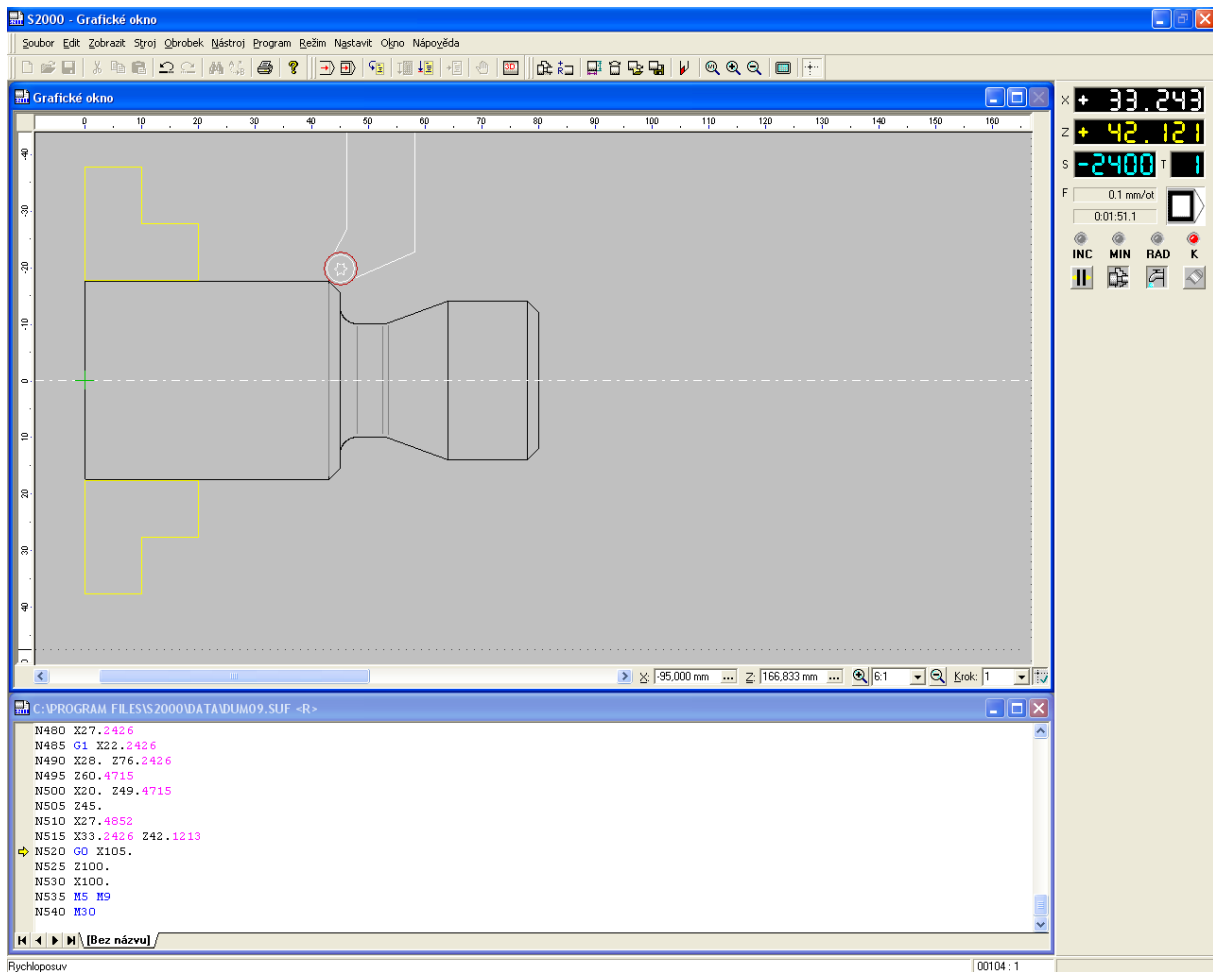 S2000 - Grafické okno
Soubor Edit Zobrazit Stroj Obrobek Nástroj Program Režim Nastavit Okno Nápověda
3D
Grafické okno
0 10 20 30 40 50 60 70 80 90 100 110 120 130 140 150 160
40
30
20
10
0
10
20
30
40
X: -95,000 mm ... Z: 166,833 mm ... 6:1 Krok: 1
X + 33.243
Z + 42.121
S -2400 T 1
F 0.1 mm/ot
0:01:51.1
INC MIN RAD K
C:\PROGRAM FILES\S2000\DATA\DUM09.SUF <R>
N480 X27.2426
N485 G1 X22.2426
N490 X28. Z76.2426
N495 Z60.4715
N500 X20. Z49.4715
N505 Z45.
N510 X27.4852
N515 X33.2426 Z42.1213
N520 G0 X105.
N525 Z100.
N530 X100.
N535 M5 M9
N540 M30
[Bez názvu]
Rychloposuv 00104 : 1